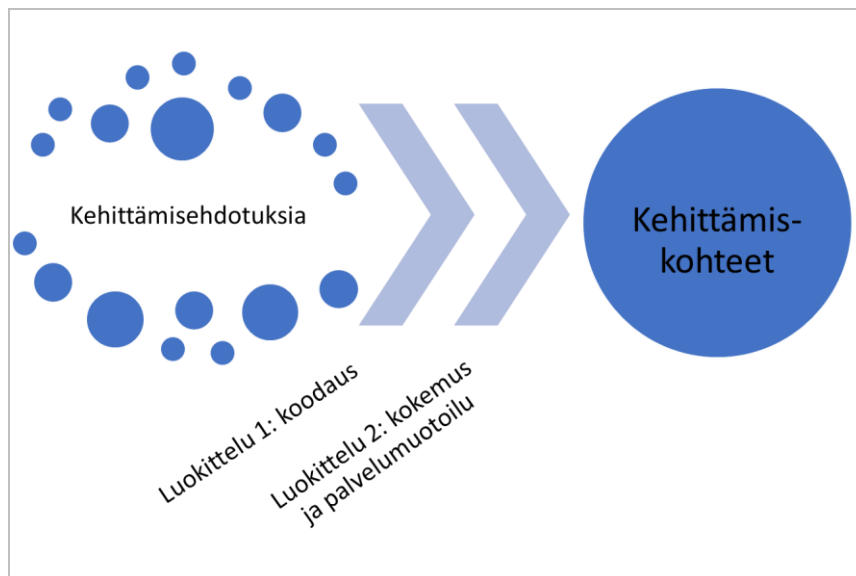 Kehittämisehdotuksia
Kehittämis-
kohteet
Luokittelu 1: koodaus
Luokittelu 2: kokemus
ja palvelumuotoilu